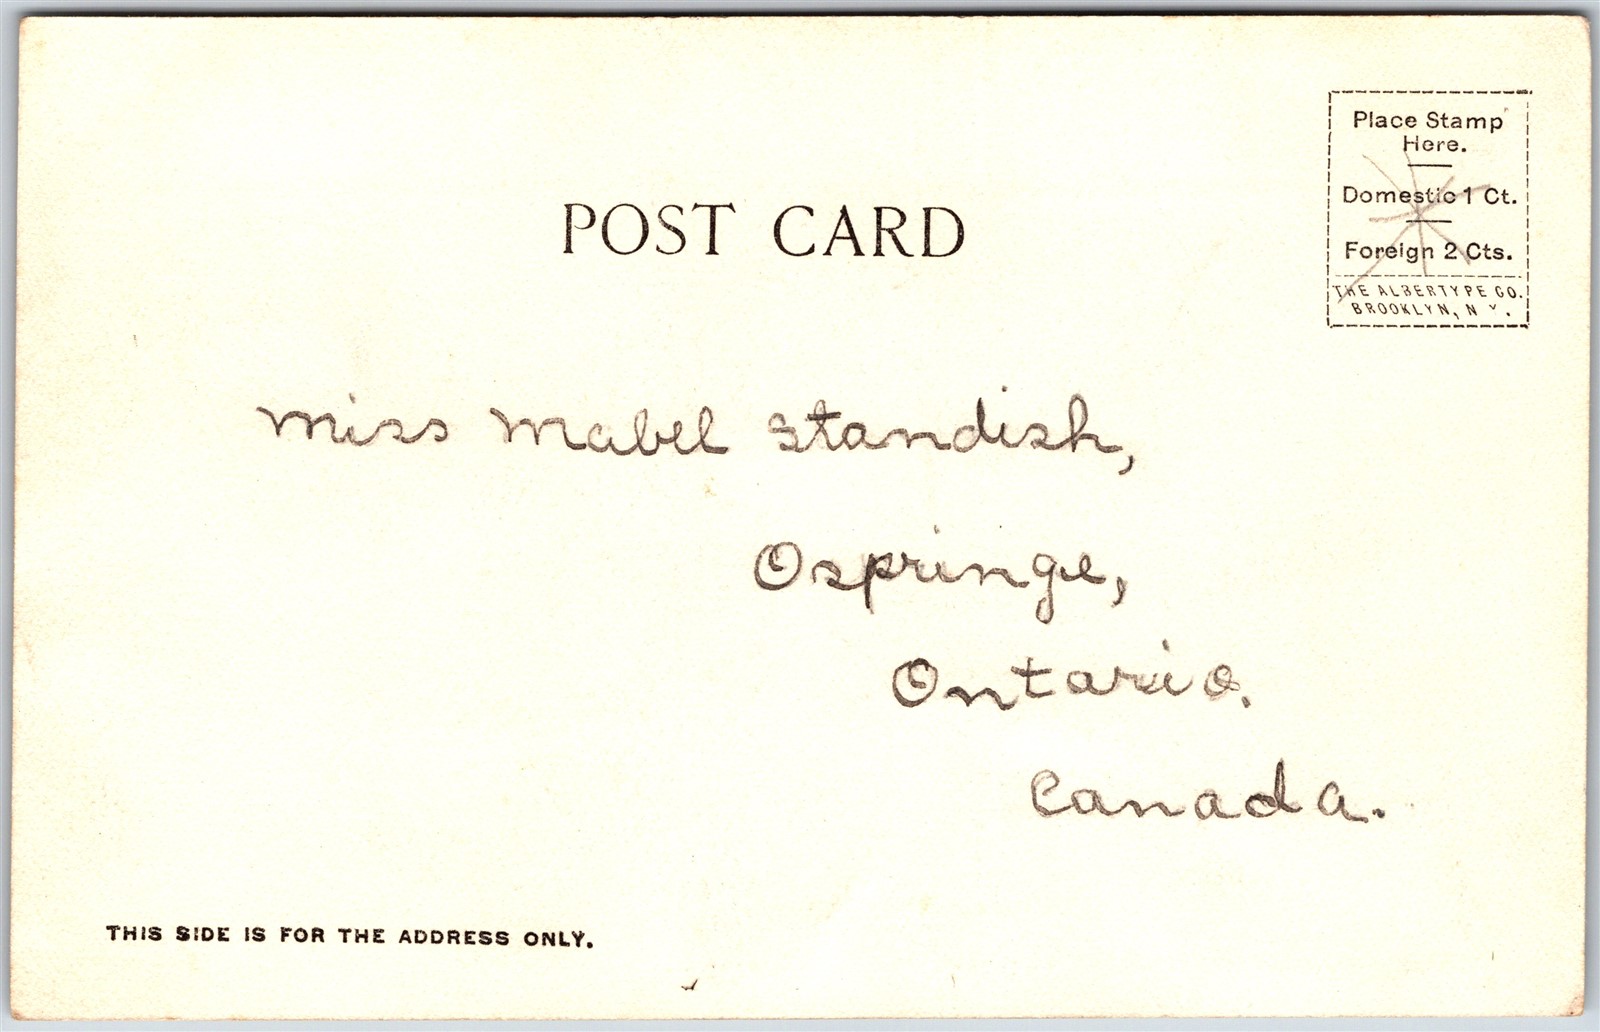 Place Stamp
Here.
Domestic 1 Ct.
Foreign 2 Cts.
THE ALBERTYPE CO.
BROOKLYN, N Y.
POST CARD
Miss Mabel Standish,
Ospringe,
Ontario.
Canada.
THIS SIDE IS FOR THE ADDRESS ONLY.